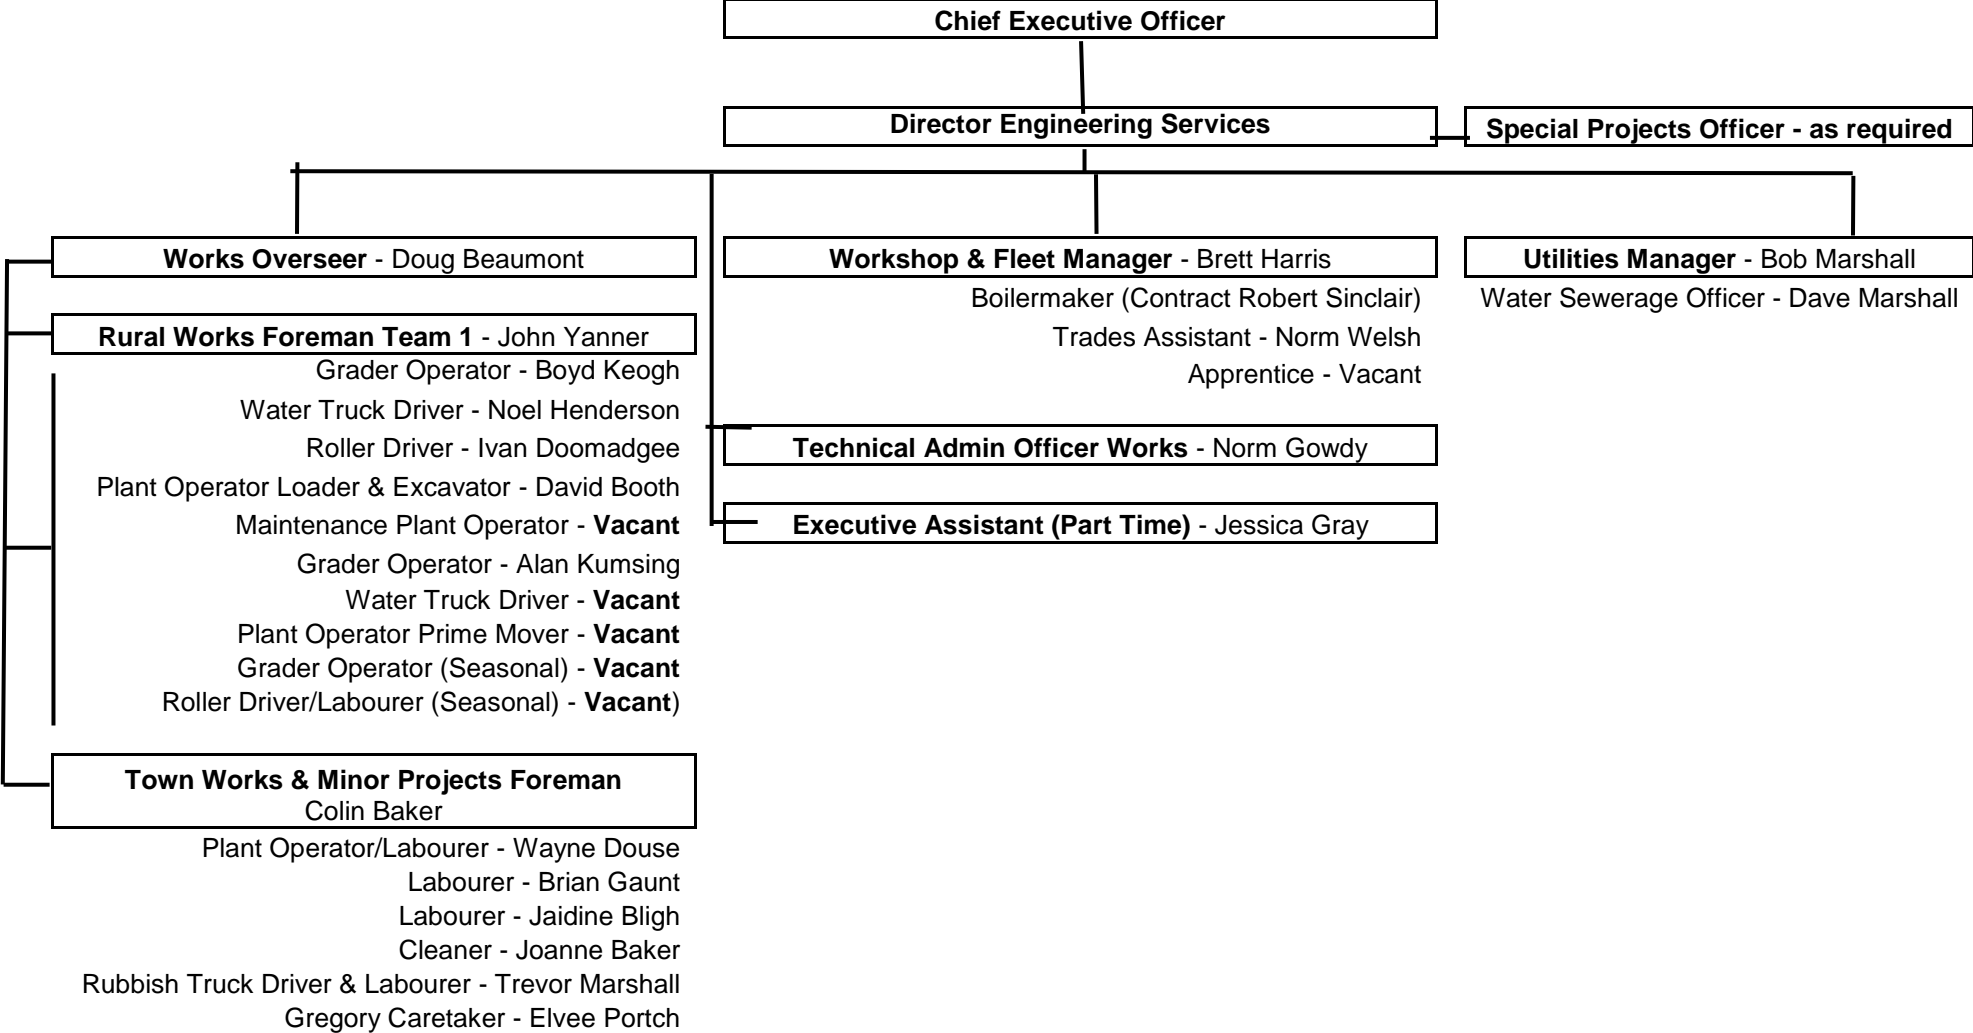 Chief Executive Officer
Director Engineering Services
Special Projects Officer - as required
Works Overseer - Doug Beaumont
Rural Works Foreman Team 1 - John Yanner
Grader Operator - Boyd Keogh
Water Truck Driver - Noel Henderson
Roller Driver - Ivan Doomadgee
Plant Operator Loader & Excavator - David Booth
Maintenance Plant Operator - Vacant
Grader Operator - Alan Kumsing
Water Truck Driver - Vacant
Plant Operator Prime Mover - Vacant
Grader Operator (Seasonal) - Vacant
Roller Driver/Labourer (Seasonal) - Vacant)
Town Works & Minor Projects Foreman
Colin Baker
Plant Operator/Labourer - Wayne Douse
Labourer - Brian Gaunt
Labourer - Jaidine Bligh
Cleaner - Joanne Baker
Rubbish Truck Driver & Labourer - Trevor Marshall
Gregory Caretaker - Elvee Portch
Workshop & Fleet Manager - Brett Harris
Boilermaker (Contract Robert Sinclair)
Trades Assistant - Norm Welsh
Apprentice - Vacant
Technical Admin Officer Works - Norm Gowdy
Executive Assistant (Part Time) - Jessica Gray
Utilities Manager - Bob Marshall
Water Sewerage Officer - Dave Marshall